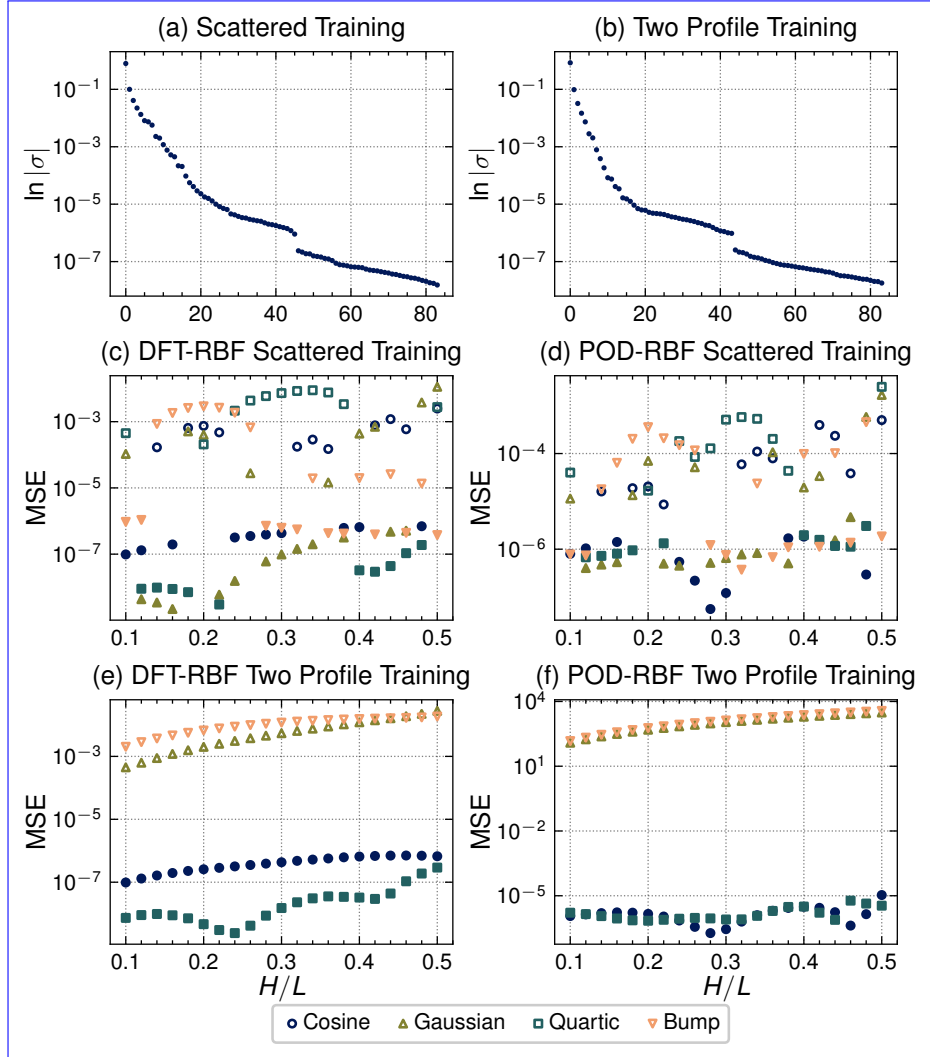 (a) Scattered Training (b) Two Profile Training
ln |σ| 10⁻¹ 10⁻³ 10⁻⁵ 10⁻⁷ ln |σ| 10⁻¹ 10⁻³ 10⁻⁵ 10⁻⁷
0 20 40 60 80 0 20 40 60 80
(c) DFT-RBF Scattered Training (d) POD-RBF Scattered Training
MSE 10⁻³ 10⁻⁵ 10⁻⁷ MSE 10⁻⁴ 10⁻⁶
0.1 0.2 0.3 0.4 0.5 0.1 0.2 0.3 0.4 0.5
(e) DFT-RBF Two Profile Training (f) POD-RBF Two Profile Training
MSE 10⁻³ 10⁻⁵ 10⁻⁷ MSE 10⁴ 10¹ 10⁻² 10⁻⁵
0.1 0.2 0.3 0.4 0.5 0.1 0.2 0.3 0.4 0.5
H/L H/L
Cosine Gaussian Quartic Bump